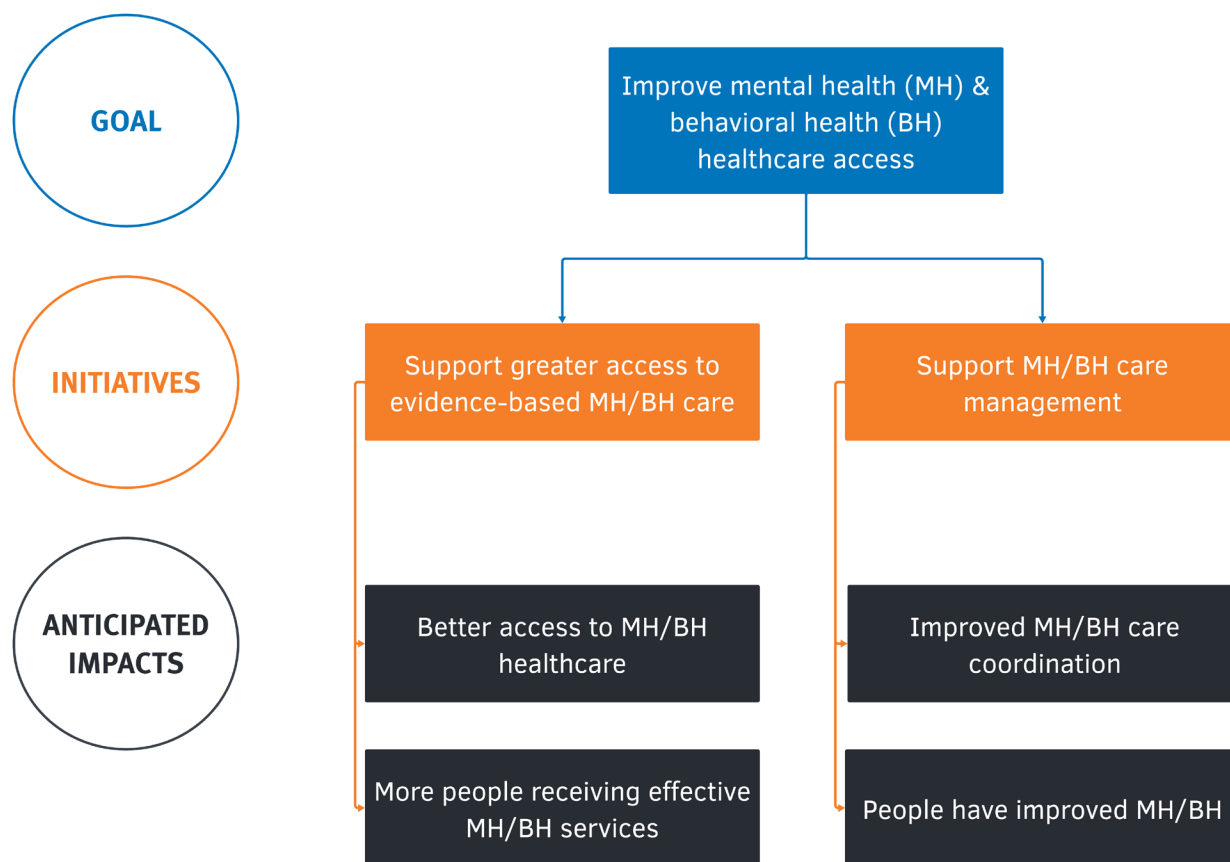 GOAL
Improve mental health (MH) &
behavioral health (BH)
healthcare access
INITIATIVES
Support greater access to
evidence-based MH/BH care
Support MH/BH care
management
ANTICIPATED
IMPACTS
Better access to MH/BH
healthcare
Improved MH/BH care
coordination
More people receiving effective
MH/BH services
People have improved MH/BH